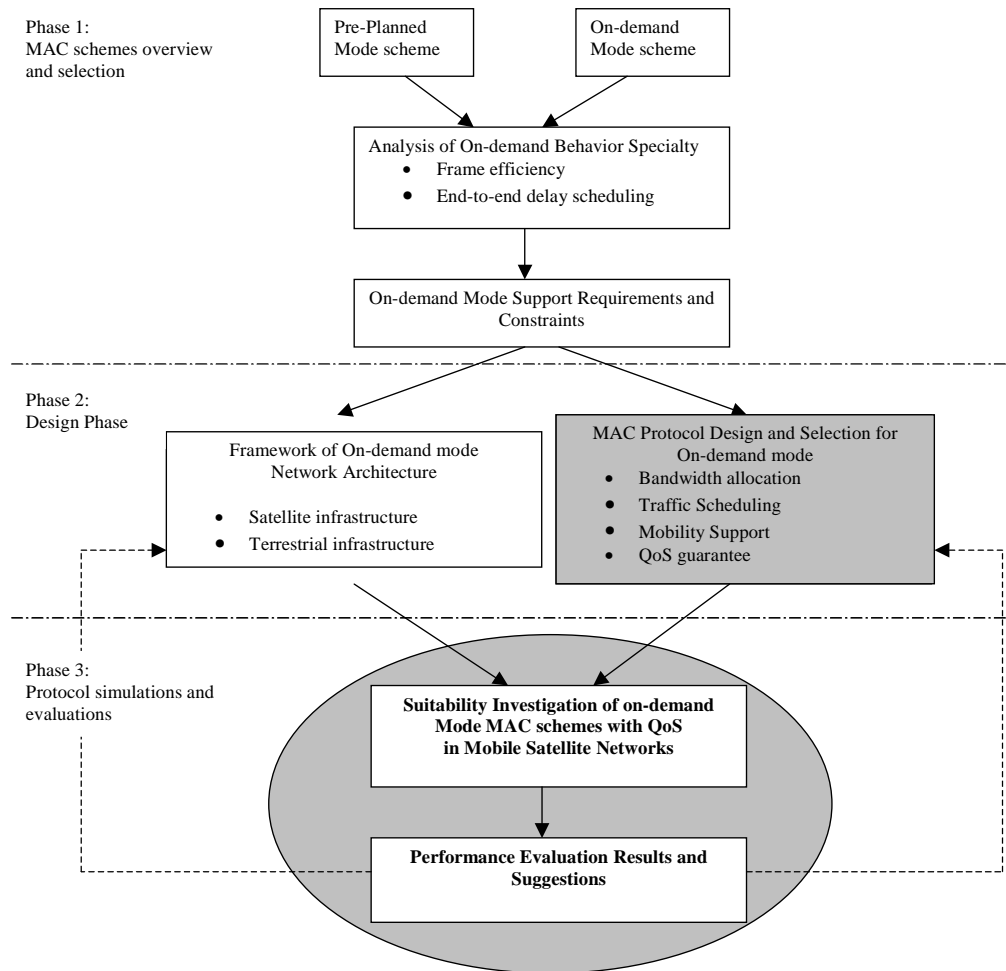 Phase 1:
MAC schemes overview
and selection
Pre-Planned
Mode scheme
On-demand
Mode scheme
Analysis of On-demand Behavior Specialty
• Frame efficiency
• End-to-end delay scheduling
On-demand Mode Support Requirements and
Constraints
Phase 2:
Design Phase
Framework of On-demand mode
Network Architecture
• Satellite infrastructure
• Terrestrial infrastructure
MAC Protocol Design and Selection for
On-demand mode
• Bandwidth allocation
• Traffic Scheduling
• Mobility Support
• QoS guarantee
Phase 3:
Protocol simulations and
evaluations
Suitability Investigation of on-demand
Mode MAC schemes with QoS
in Mobile Satellite Networks
Performance Evaluation Results and
Suggestions